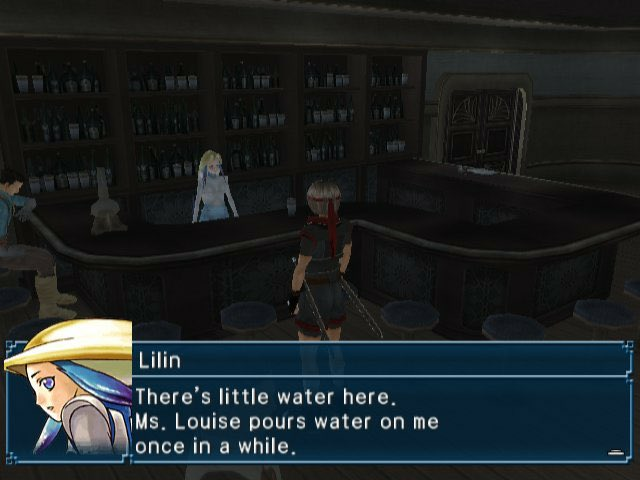 Lilin
There's little water here.
Ms. Louise pours water on me
once in a while.